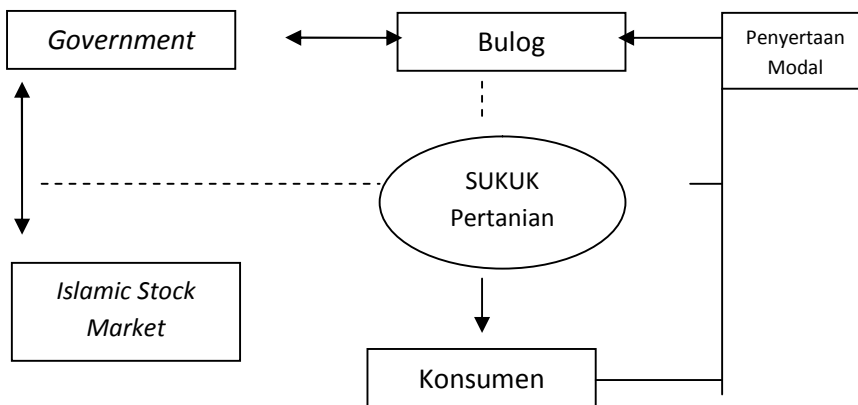 Government
Bulog
Penyertaan
Modal
SUKUK
Pertanian
Islamic Stock
Market
Konsumen